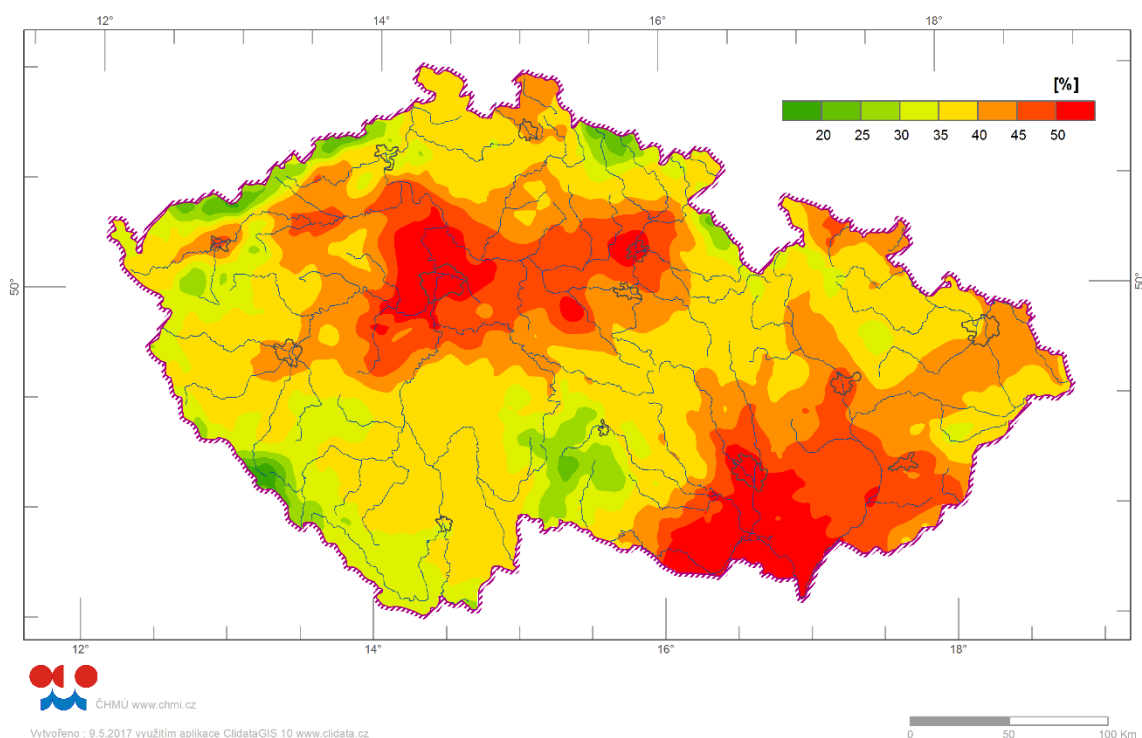 12° 14° 16° 18°
[%]
20 25 30 35 40 45 50
50° 50°
12° 14° 16° 18°
ČHMÚ www.chmi.cz
Vytvořeno : 9.5.2017 využitím aplikace ClidataGIS 10 www.clidata.cz
0 50 100 Km